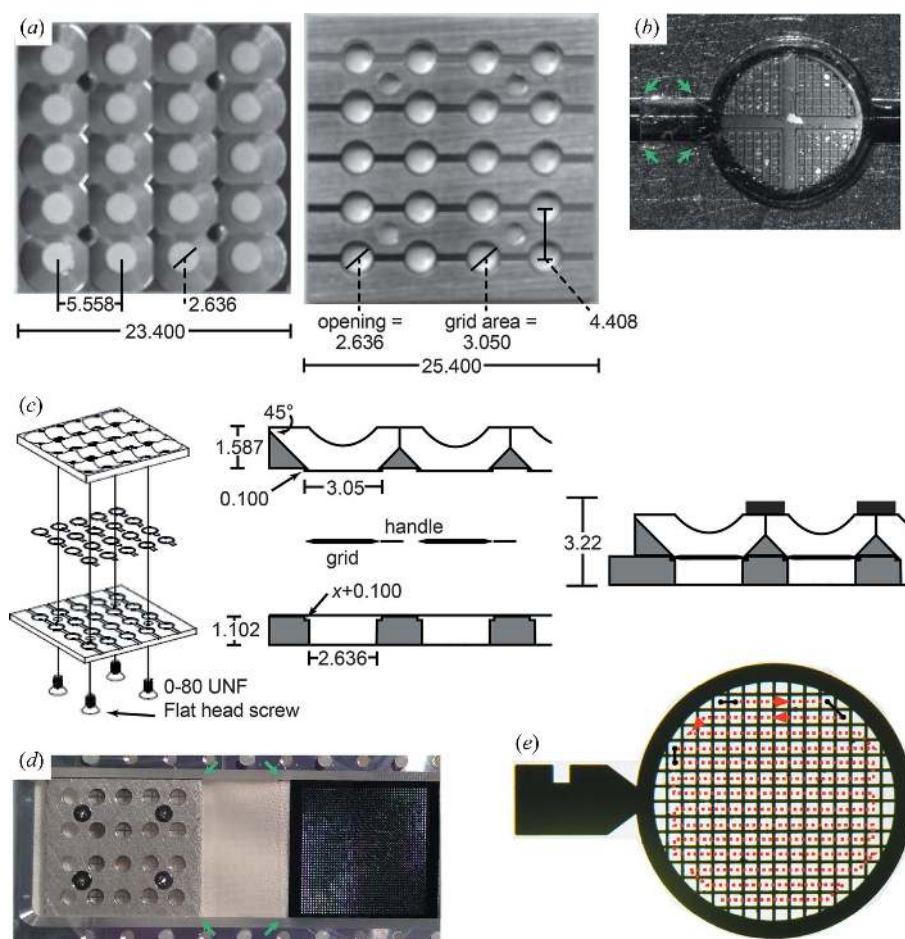 (a)
(b)
5.558
2.636
23.400
opening =
2.636
grid area =
3.050
4.408
25.400
(c)
45°
1.587
0.100
3.05
handle
grid
3.22
x+0.100
1.102
2.636
0-80 UNF
Flat head screw
(d)
(e)